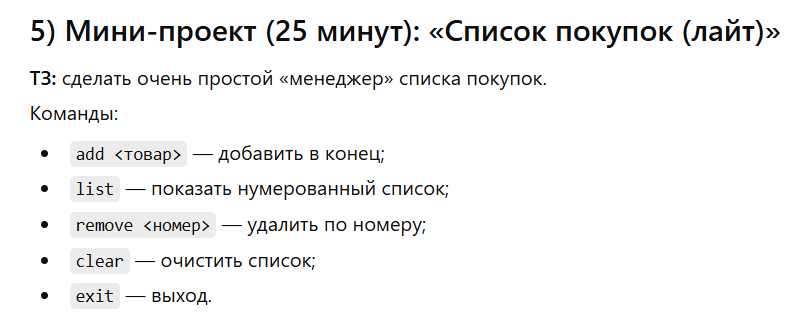 5) Мини-проект (25 минут): «Список покупок (лайт)»
ТЗ: сделать очень простой «менеджер» списка покупок.
Команды:
• add <товар> — добавить в конец;
• list — показать нумерованный список;
• remove <номер> — удалить по номеру;
• clear — очистить список;
• exit — выход.